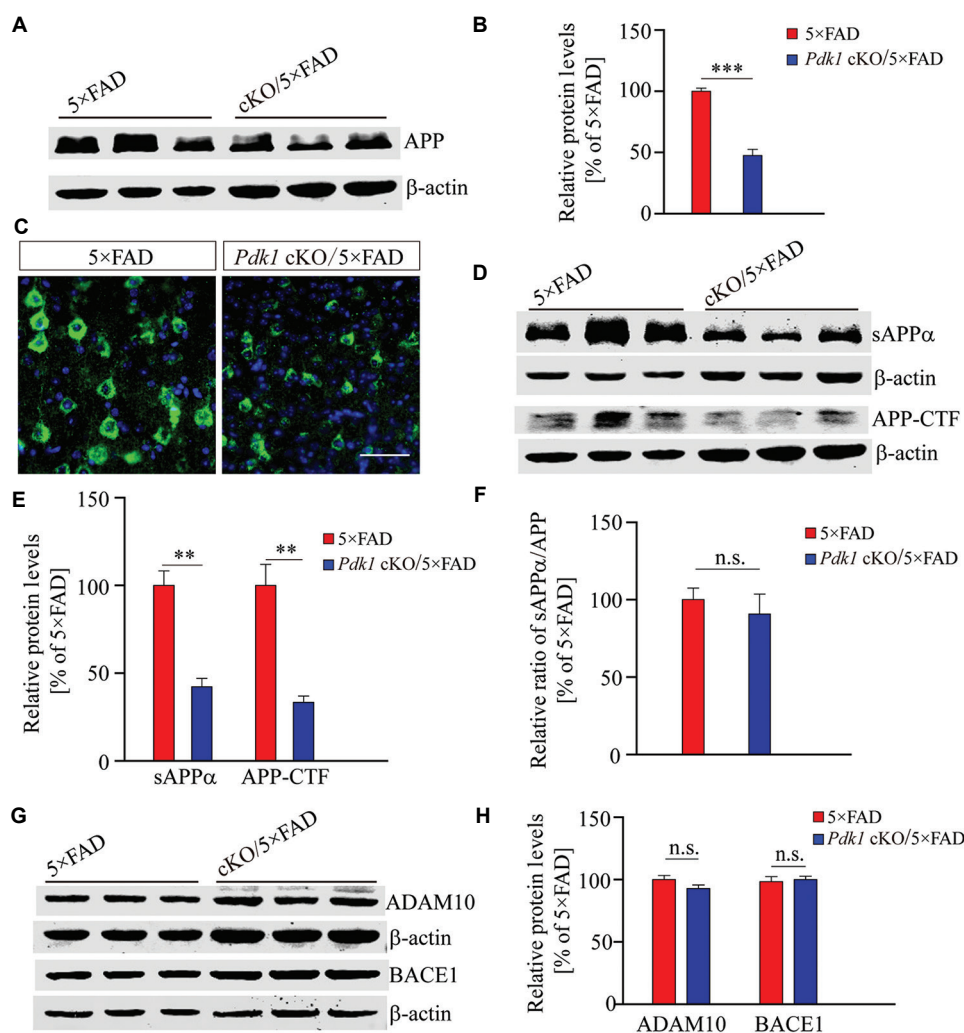 A
5×FAD
cKO/5×FAD
APP
β-actin
B
Relative protein levels
[% of 5×FAD]
150
100
50
0
***
5×FAD
Pdk1 cKO/5×FAD
C
5×FAD
Pdk1 cKO/5×FAD
D
5×FAD
cKO/5×FAD
sAPPα
β-actin
APP-CTF
β-actin
E
Relative protein levels
[% of 5×FAD]
150
100
50
0
**
**
sAPPα
APP-CTF
5×FAD
Pdk1 cKO/5×FAD
F
Relative ratio of sAPPα/APP
[% of 5×FAD]
150
100
50
0
n.s.
5×FAD
Pdk1 cKO/5×FAD
G
5×FAD
cKO/5×FAD
ADAM10
β-actin
BACE1
β-actin
H
Relative protein levels
[% of 5×FAD]
150
100
50
0
n.s.
n.s.
ADAM10
BACE1
5×FAD
Pdk1 cKO/5×FAD